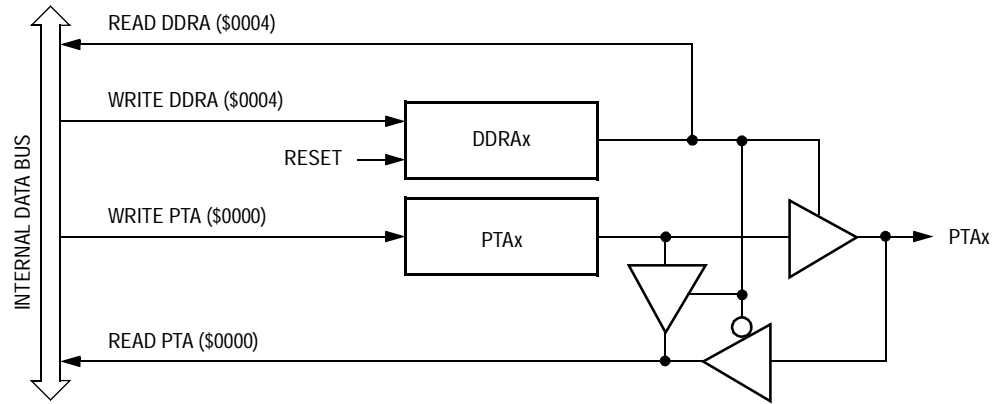 READ DDRA ($0004)
WRITE DDRA ($0004)
DDRAx
RESET
WRITE PTA ($0000)
PTAx
PTAx
READ PTA ($0000)
INTERNAL DATA BUS